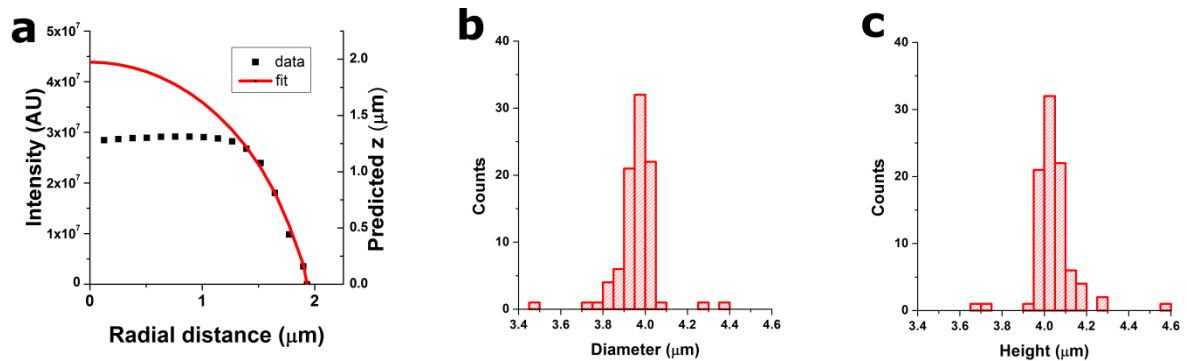 a
5x10⁷
4x10⁷
3x10⁷
2x10⁷
1x10⁷
0
Intensity (AU)
data
fit
2.0
1.5
1.0
0.5
0.0
Predicted z (μm)
0 1 2
Radial distance (μm)
b
40
30
20
10
0
Counts
3.4 3.6 3.8 4.0 4.2 4.4 4.6
Diameter (μm)
c
40
30
20
10
0
Counts
3.4 3.6 3.8 4.0 4.2 4.4 4.6
Height (μm)